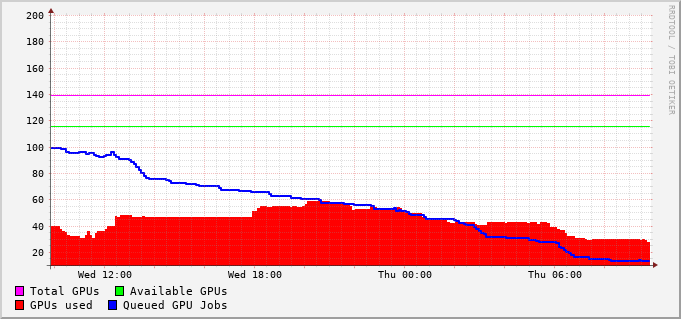 RRDTOOL / TOBI OETIKER
200
180
160
140
120
100
80
60
40
20
Wed 12:00 Wed 18:00 Thu 00:00 Thu 06:00
Total GPUs Available GPUs
GPUs used Queued GPU Jobs